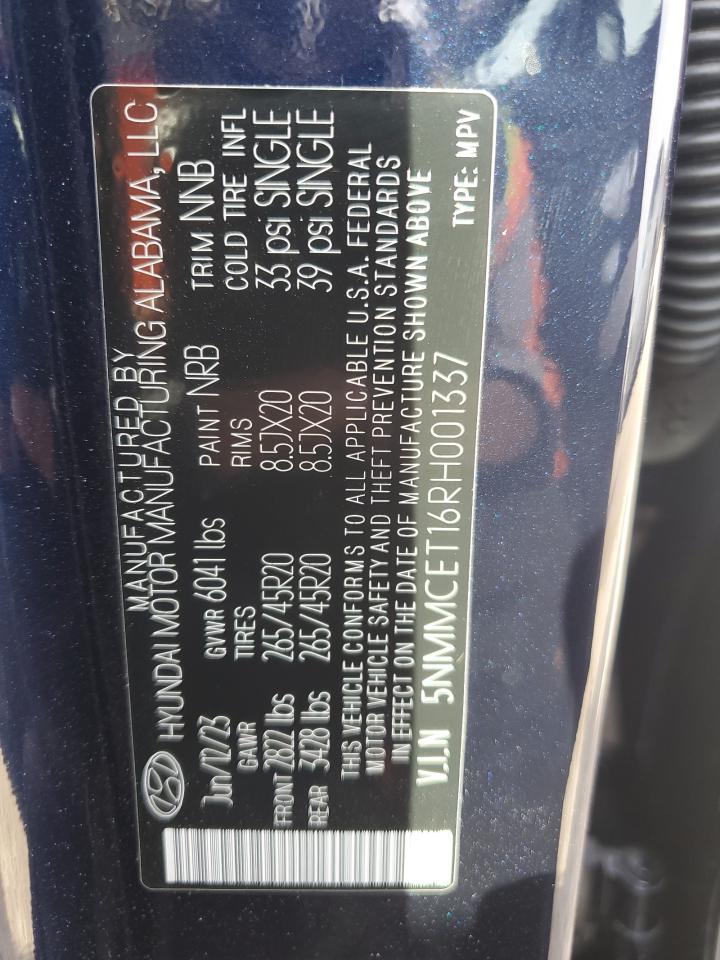 MANUFACTURED BY
HYUNDAI MOTOR MANUFACTURING ALABAMA, LLC
Jun/12/23 GVWR 6041 lbs PAINT NRB TRIM NNB
GAWR TIRES RIMS COLD TIRE INFL
FRONT 2822 lbs 265/45R20 8.5JX20 33 psi SINGLE
REAR 3428 lbs 265/45R20 8.5JX20 39 psi SINGLE
THIS VEHICLE CONFORMS TO ALL APPLICABLE U.S.A. FEDERAL
MOTOR VEHICLE SAFETY AND THEFT PREVENTION STANDARDS
IN EFFECT ON THE DATE OF MANUFACTURE SHOWN ABOVE
V.I.N 5NMMCET16RH001337 TYPE: MPV